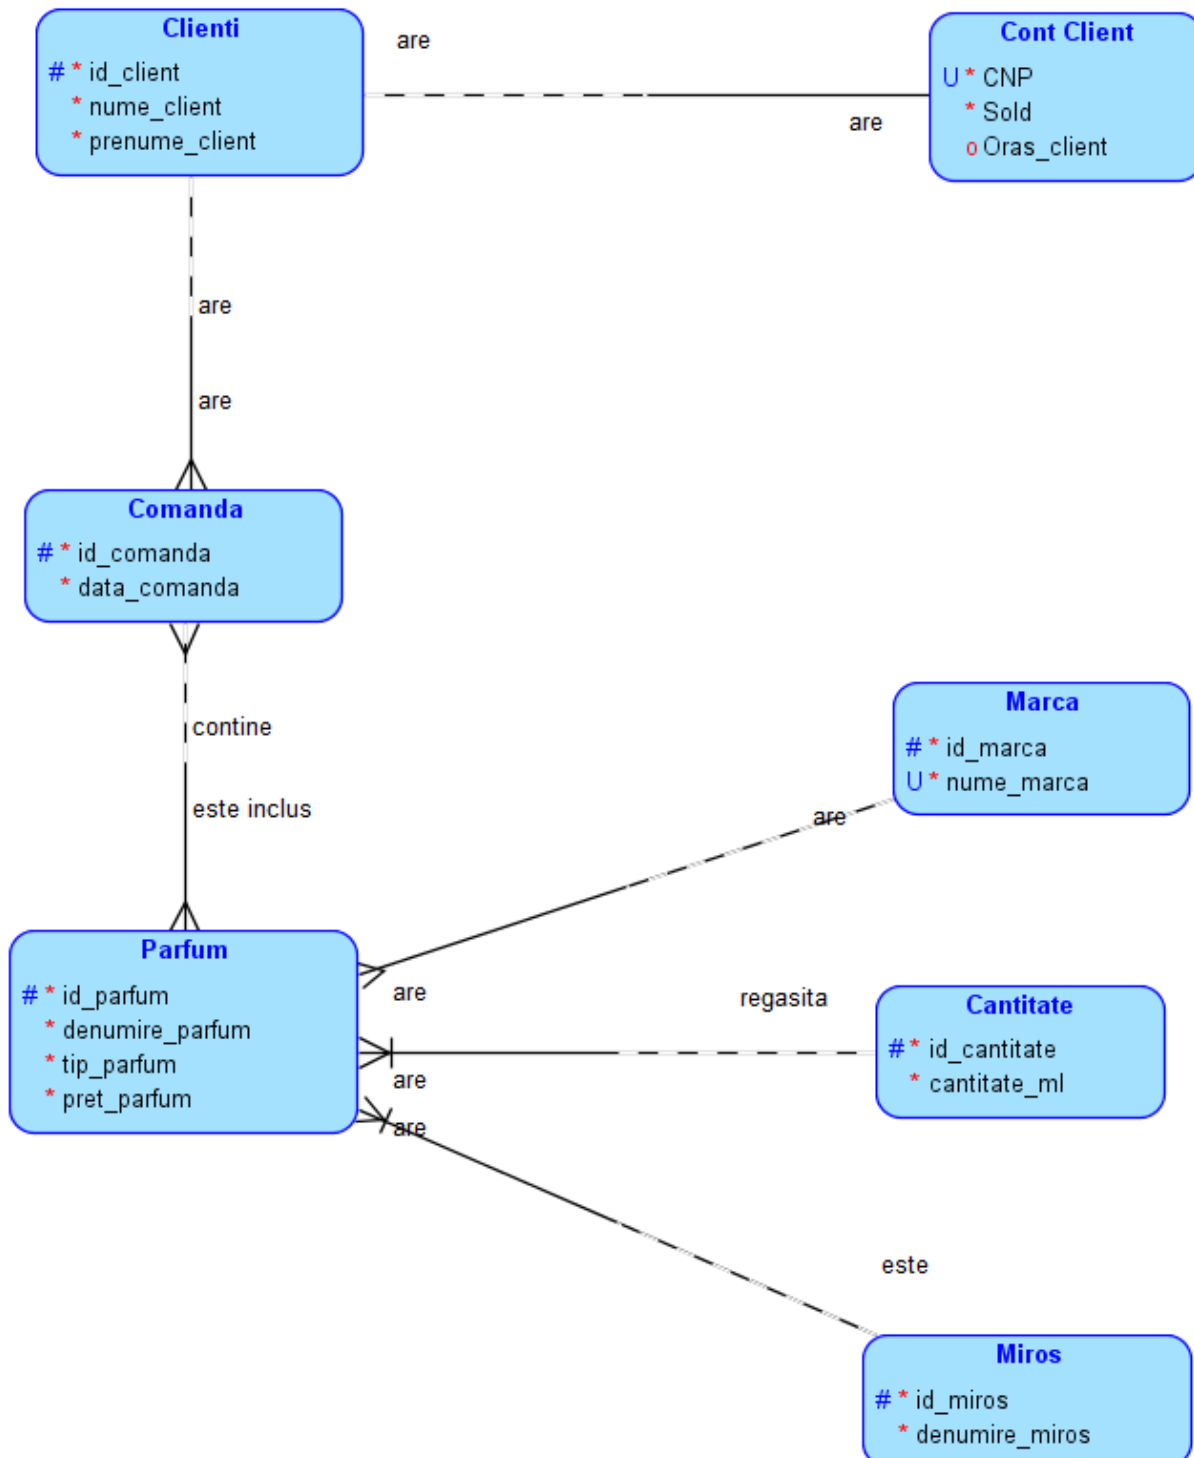 Clienti
# * id_client
* nume_client
* prenume_client
are
are
Cont Client
U * CNP
* Sold
o Oras_client
are
are
Comanda
# * id_comanda
* data_comanda
contine
este inclus
Marca
# * id_marca
U * nume_marca
are
Parfum
# * id_parfum
* denumire_parfum
* tip_parfum
* pret_parfum
are
regasita
Cantitate
# * id_cantitate
* cantitate_ml
are
are
este
Miros
# * id_miros
* denumire_miros